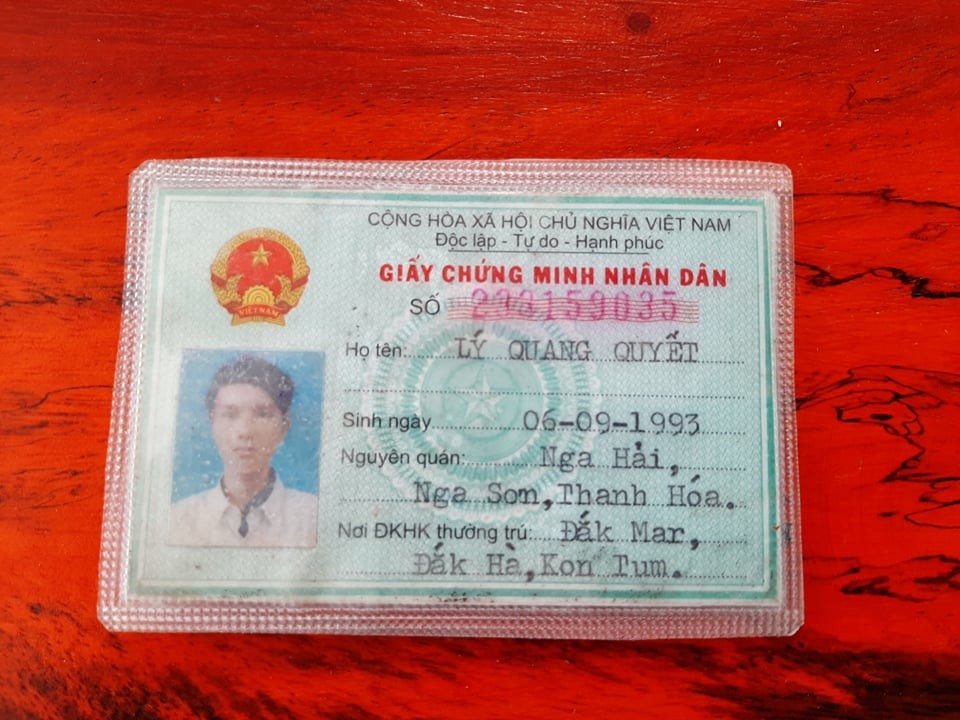 CỘNG HÒA XÃ HỘI CHỦ NGHĨA VIỆT NAM
Độc lập - Tự do - Hạnh phúc
GIẤY CHỨNG MINH NHÂN DÂN
SỐ
VIỆT NAM
Họ tên: LÝ QUANG QUYẾT
Sinh ngày 06-09-1993
Nguyên quán: Nga Hải,
Nga Sơn,Thanh Hóa.
Nơi ĐKHK thường trú: Đắk Mar,
Đắk Hà,Kon Tum.